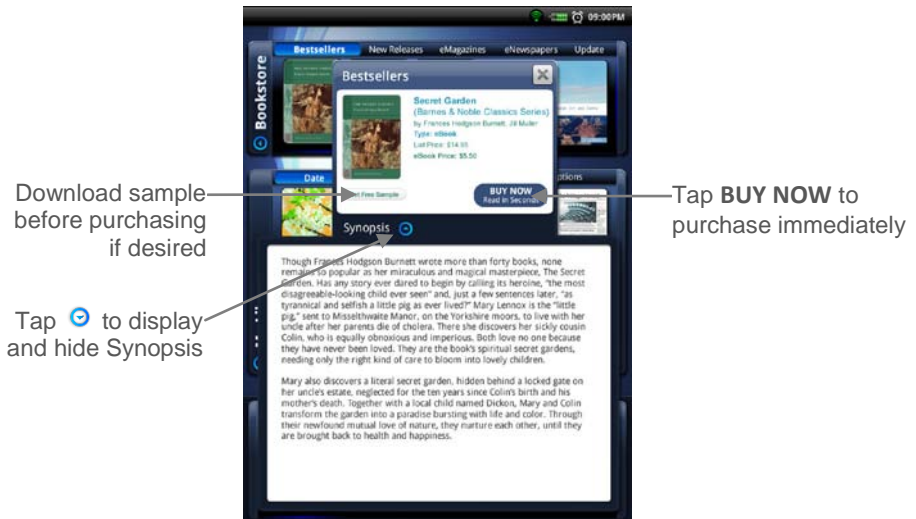 09:00PM
Bookstore
Bestsellers New Releases eMagazines eNewspapers Update
Bestsellers
Secret Garden
(Barnes & Noble Classics Series)
by Frances Hodgson Burnett, Jill Muller
Type: eBook
List Price: $14.95
eBook Price: $5.50
Date
Free Sample
BUY NOW
Read In Seconds
Synopsis
Though Frances Hodgson Burnett wrote more than forty books, none
remains so popular as her miraculous and magical masterpiece, The Secret
Garden. Has any story ever dared to begin by calling its heroine, "the most
disagreeable-looking child ever seen" and, just a few sentences later, "as
tyrannical and selfish a little pig as ever lived?" Mary Lennox is the "little
pig," sent to Misselthwaite Manor, on the Yorkshire moors, to live with her
uncle after her parents die of cholera. There she discovers her sickly cousin
Colin, who is equally obnoxious and imperious. Both love no one because
they have never been loved. They are the book's spiritual secret gardens,
needing only the right kind of care to bloom into lovely children.
Mary also discovers a literal secret garden, hidden behind a locked gate on
her uncle's estate, neglected for the ten years since Colin's birth and his
mother's death. Together with a local child named Dickon, Mary and Colin
transform the garden into a paradise bursting with life and color. Through
their newfound mutual love of nature, they nurture each other, until they
are brought back to health and happiness.
Download sample
before purchasing
if desired
Tap to display
and hide Synopsis
Tap BUY NOW to
purchase immediately